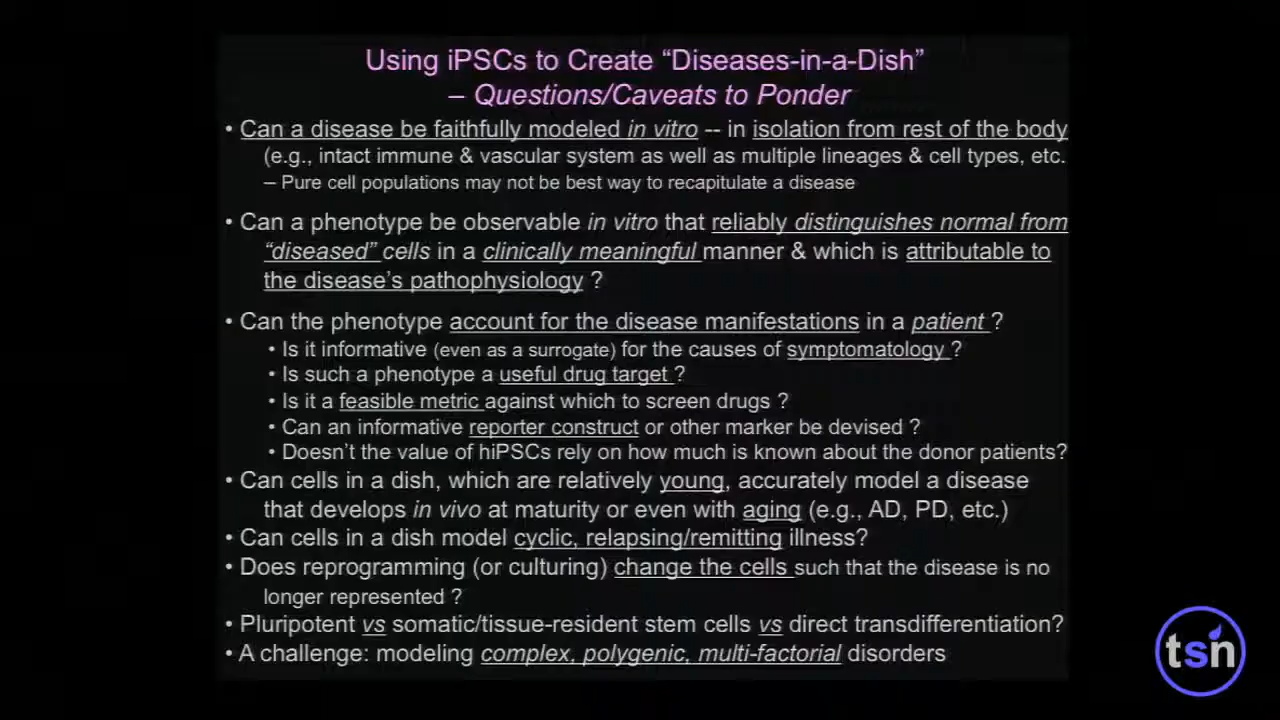 Using iPSCs to Create “Diseases-in-a-Dish”
– Questions/Caveats to Ponder
• Can a disease be faithfully modeled in vitro -- in isolation from rest of the body
(e.g., intact immune & vascular system as well as multiple lineages & cell types, etc.
– Pure cell populations may not be best way to recapitulate a disease
• Can a phenotype be observable in vitro that reliably distinguishes normal from
“diseased” cells in a clinically meaningful manner & which is attributable to
the disease’s pathophysiology ?
• Can the phenotype account for the disease manifestations in a patient ?
• Is it informative (even as a surrogate) for the causes of symptomatology ?
• Is such a phenotype a useful drug target ?
• Is it a feasible metric against which to screen drugs ?
• Can an informative reporter construct or other marker be devised ?
• Doesn’t the value of hiPSCs rely on how much is known about the donor patients?
• Can cells in a dish, which are relatively young, accurately model a disease
that develops in vivo at maturity or even with aging (e.g., AD, PD, etc.)
• Can cells in a dish model cyclic, relapsing/remitting illness?
• Does reprogramming (or culturing) change the cells such that the disease is no
longer represented ?
• Pluripotent vs somatic/tissue-resident stem cells vs direct transdifferentiation?
• A challenge: modeling complex, polygenic, multi-factorial disorders
tsn